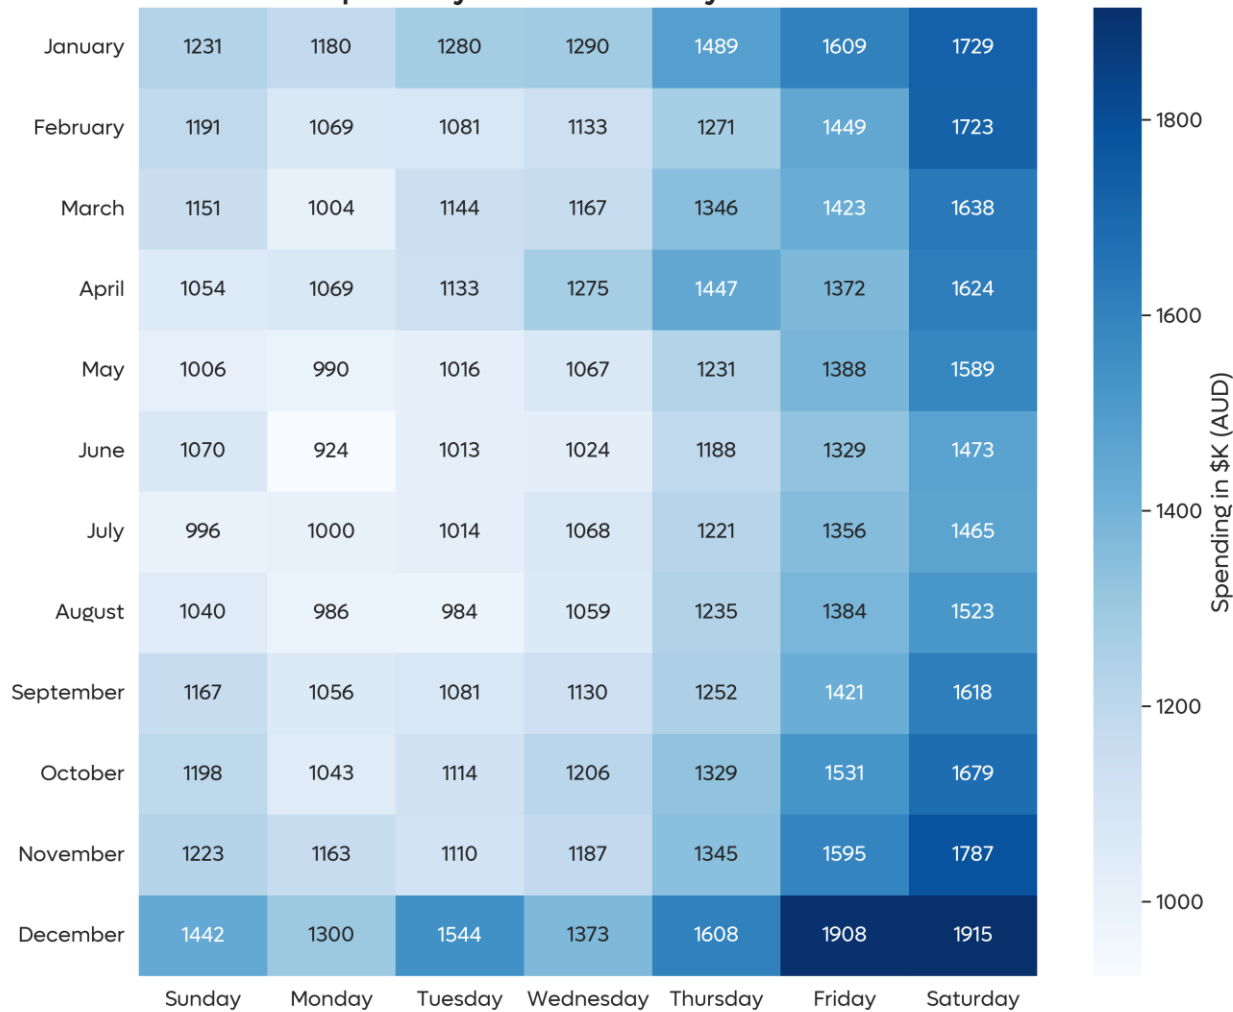 January 1231 1180 1280 1290 1489 1609 1729
February 1191 1069 1081 1133 1271 1449 1723
March 1151 1004 1144 1167 1346 1423 1638
April 1054 1069 1133 1275 1447 1372 1624
May 1006 990 1016 1067 1231 1388 1589
June 1070 924 1013 1024 1188 1329 1473
July 996 1000 1014 1068 1221 1356 1465
August 1040 986 984 1059 1235 1384 1523
September 1167 1056 1081 1130 1252 1421 1618
October 1198 1043 1114 1206 1329 1531 1679
November 1223 1163 1110 1187 1345 1595 1787
December 1442 1300 1544 1373 1608 1908 1915
Sunday Monday Tuesday Wednesday Thursday Friday Saturday
1800
1600
1400
1200
1000
Spending in $K (AUD)